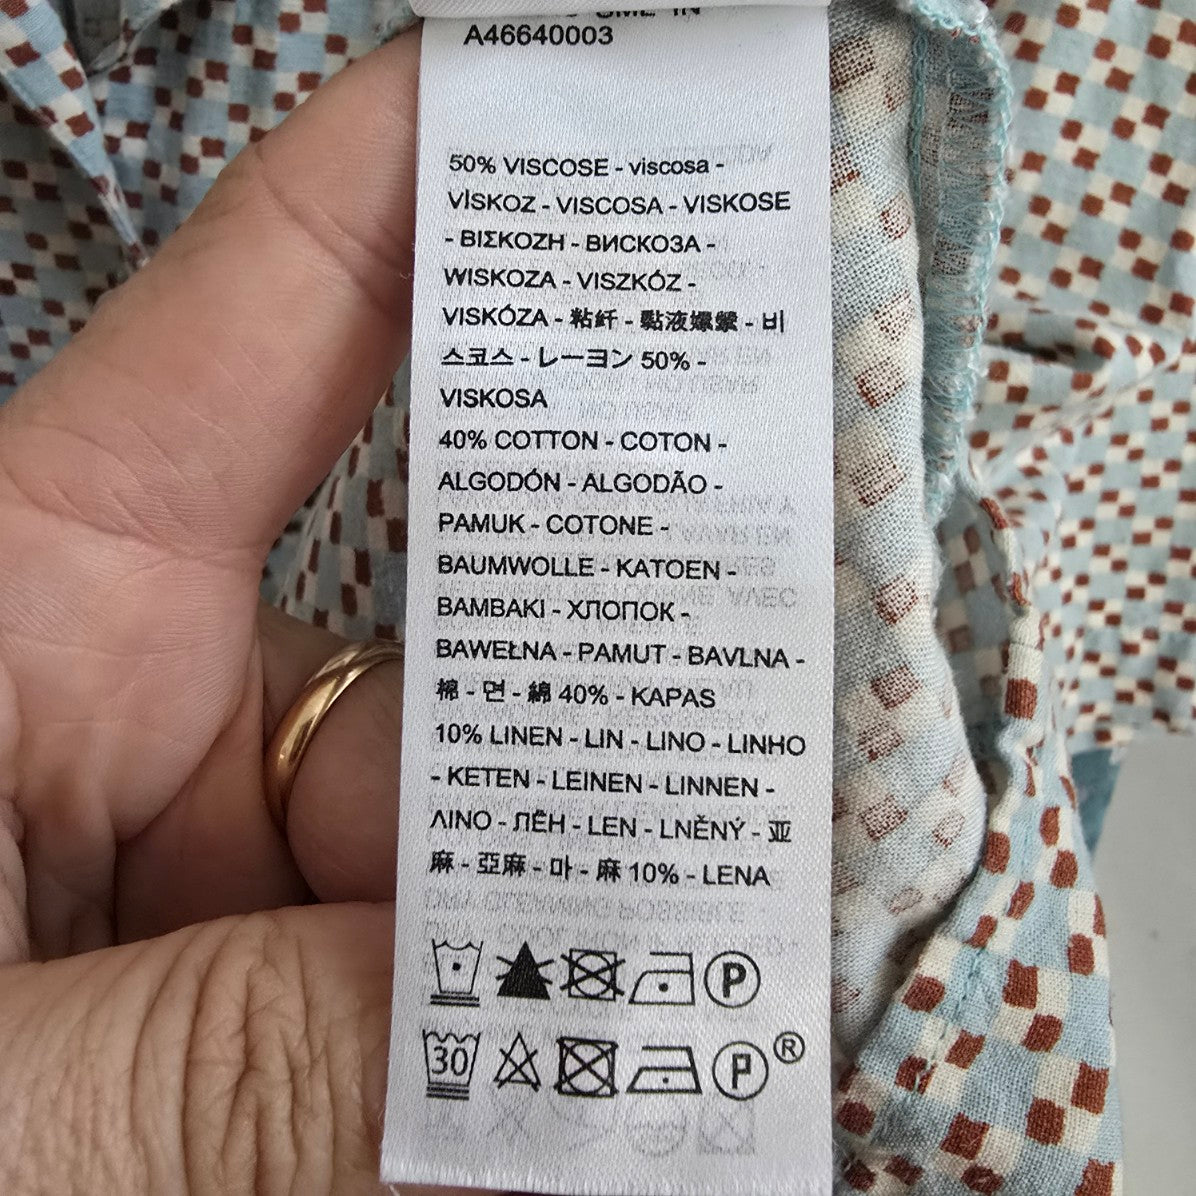 A46640003
50% VISCOSE - viscosa -
VİSKOZ - VISCOSA - VISKOSE
- ΒΙΣΚΟΖΗ - ВИСКОЗА -
WISKOZA - VISZKÓZ -
VISKÓZA - 粘纤 - 黏液嫘縈 - 비
스코스 - レーヨン 50% -
VISKOSA
40% COTTON - COTON -
ALGODÓN - ALGODÃO -
PAMUK - COTONE -
BAUMWOLLE - KATOEN -
BAMBAKI - ХЛОПОК -
BAWEŁNA - PAMUT - BAVLNA -
棉 - 면 - 綿 40% - KAPAS
10% LINEN - LIN - LINO - LINHO
- KETEN - LEINEN - LINNEN -
ΛΙΝΟ - ЛЁН - LEN - LNĚNÝ - 亚
麻 - 亞麻 - 마 - 麻 10% - LENA
P
30 P ®